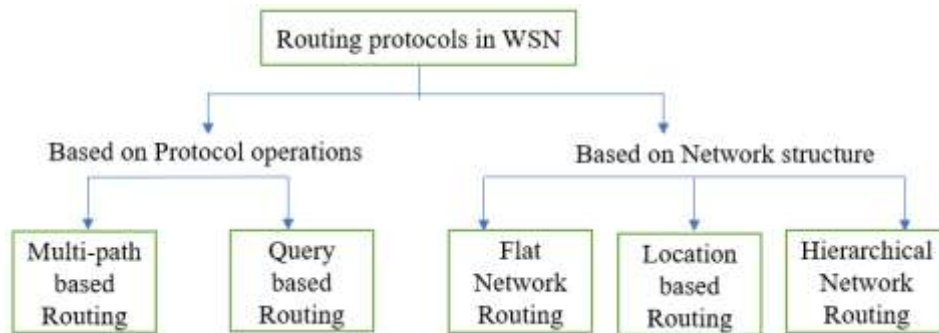 Routing protocols in WSN
Based on Protocol operations
Based on Network structure
Multi-path
based
Routing
Query
based
Routing
Flat
Network
Routing
Location
based
Routing
Hierarchical
Network
Routing